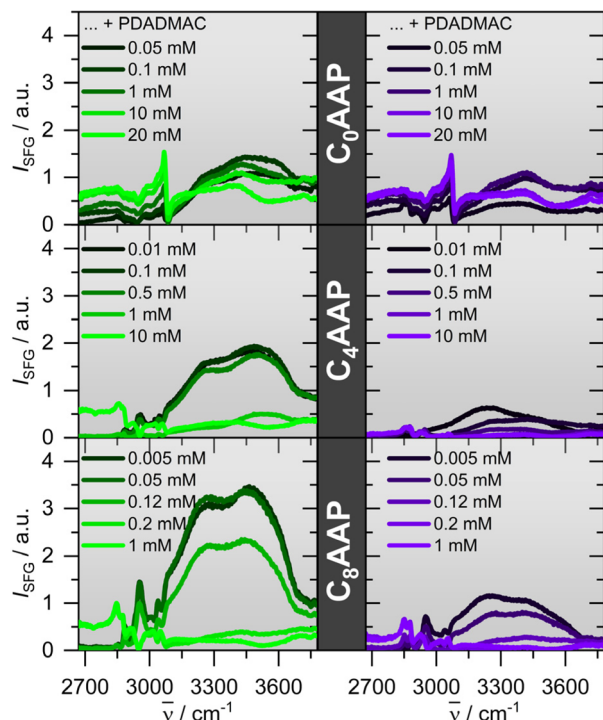 ... + PDADMAC
0.05 mM
0.1 mM
1 mM
10 mM
20 mM
4
3
2
1
0
I_SFG / a.u.
C₀AAP
... + PDADMAC
0.05 mM
0.1 mM
1 mM
10 mM
20 mM
0.01 mM
0.1 mM
0.5 mM
1 mM
10 mM
4
3
2
1
0
I_SFG / a.u.
C₄AAP
0.01 mM
0.1 mM
0.5 mM
1 mM
10 mM
0.005 mM
0.05 mM
0.12 mM
0.2 mM
1 mM
4
3
2
1
0
I_SFG / a.u.
C₈AAP
0.005 mM
0.05 mM
0.12 mM
0.2 mM
1 mM
2700 3000 3300 3600
2700 3000 3300 3600
ν̅ / cm⁻¹
ν̅ / cm⁻¹